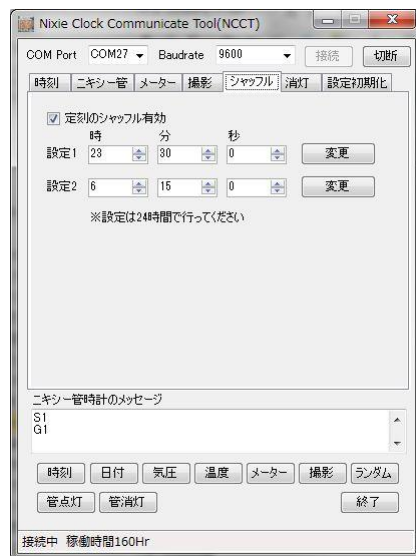 Nixie Clock Communicate Tool(NCCT)
COM Port COM27 Baudrate 9600 接続 切断
時刻 ニキシー管 メーター 撮影 シャッフル 消灯 設定初期化
定刻のシャッフル有効
時 分 秒
設定1 23 30 0 変更
設定2 6 15 0 変更
※設定は24時間で行ってください
ニキシー管時計のメッセージ
S1
G1
時刻 日付 気圧 温度 メーター 撮影 ランダム
管点灯 管消灯 終了
接続中 稼働時間160Hr